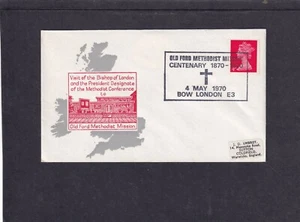 Visit of the Bishop of London
and the President Designate
of the Methodist Conference
to
Old Ford Methodist Mission
OLD FORD METHODIST MI
CENTENARY 1870-
4 MAY 1970
BOW LONDON E3